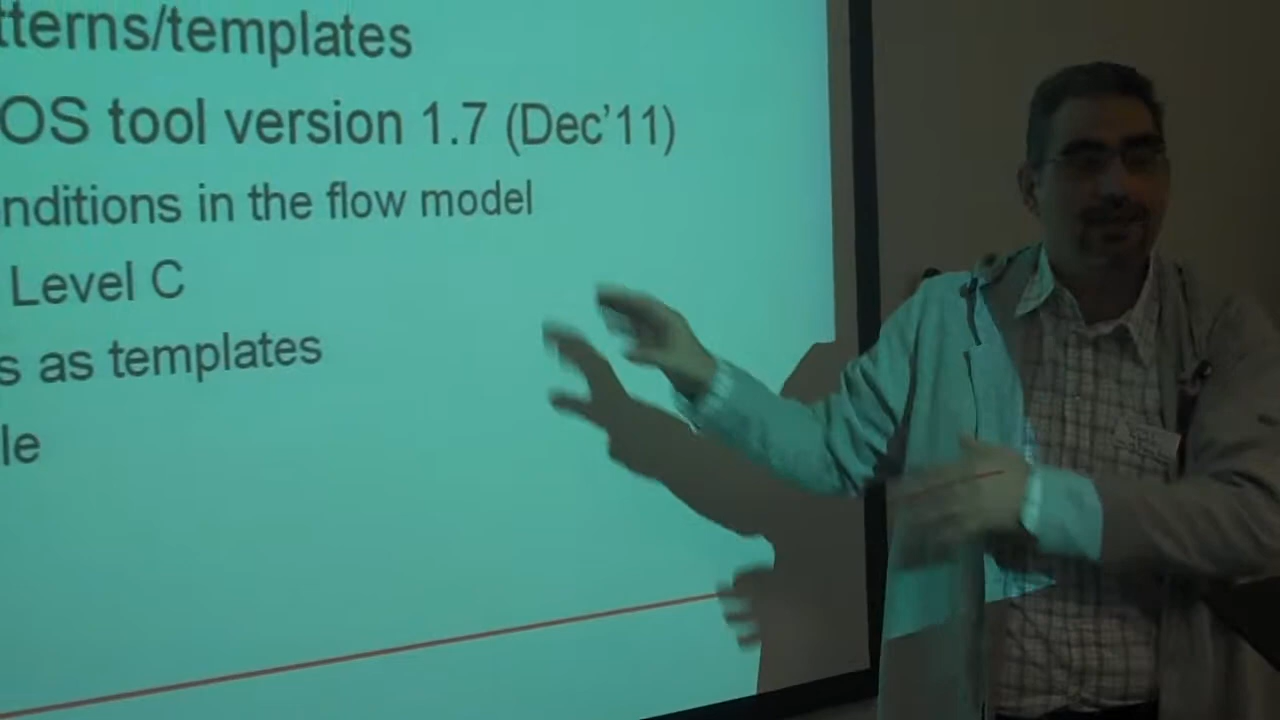 tterns/templates
OS tool version 1.7 (Dec'11)
nditions in the flow model
Level C
s as templates
le